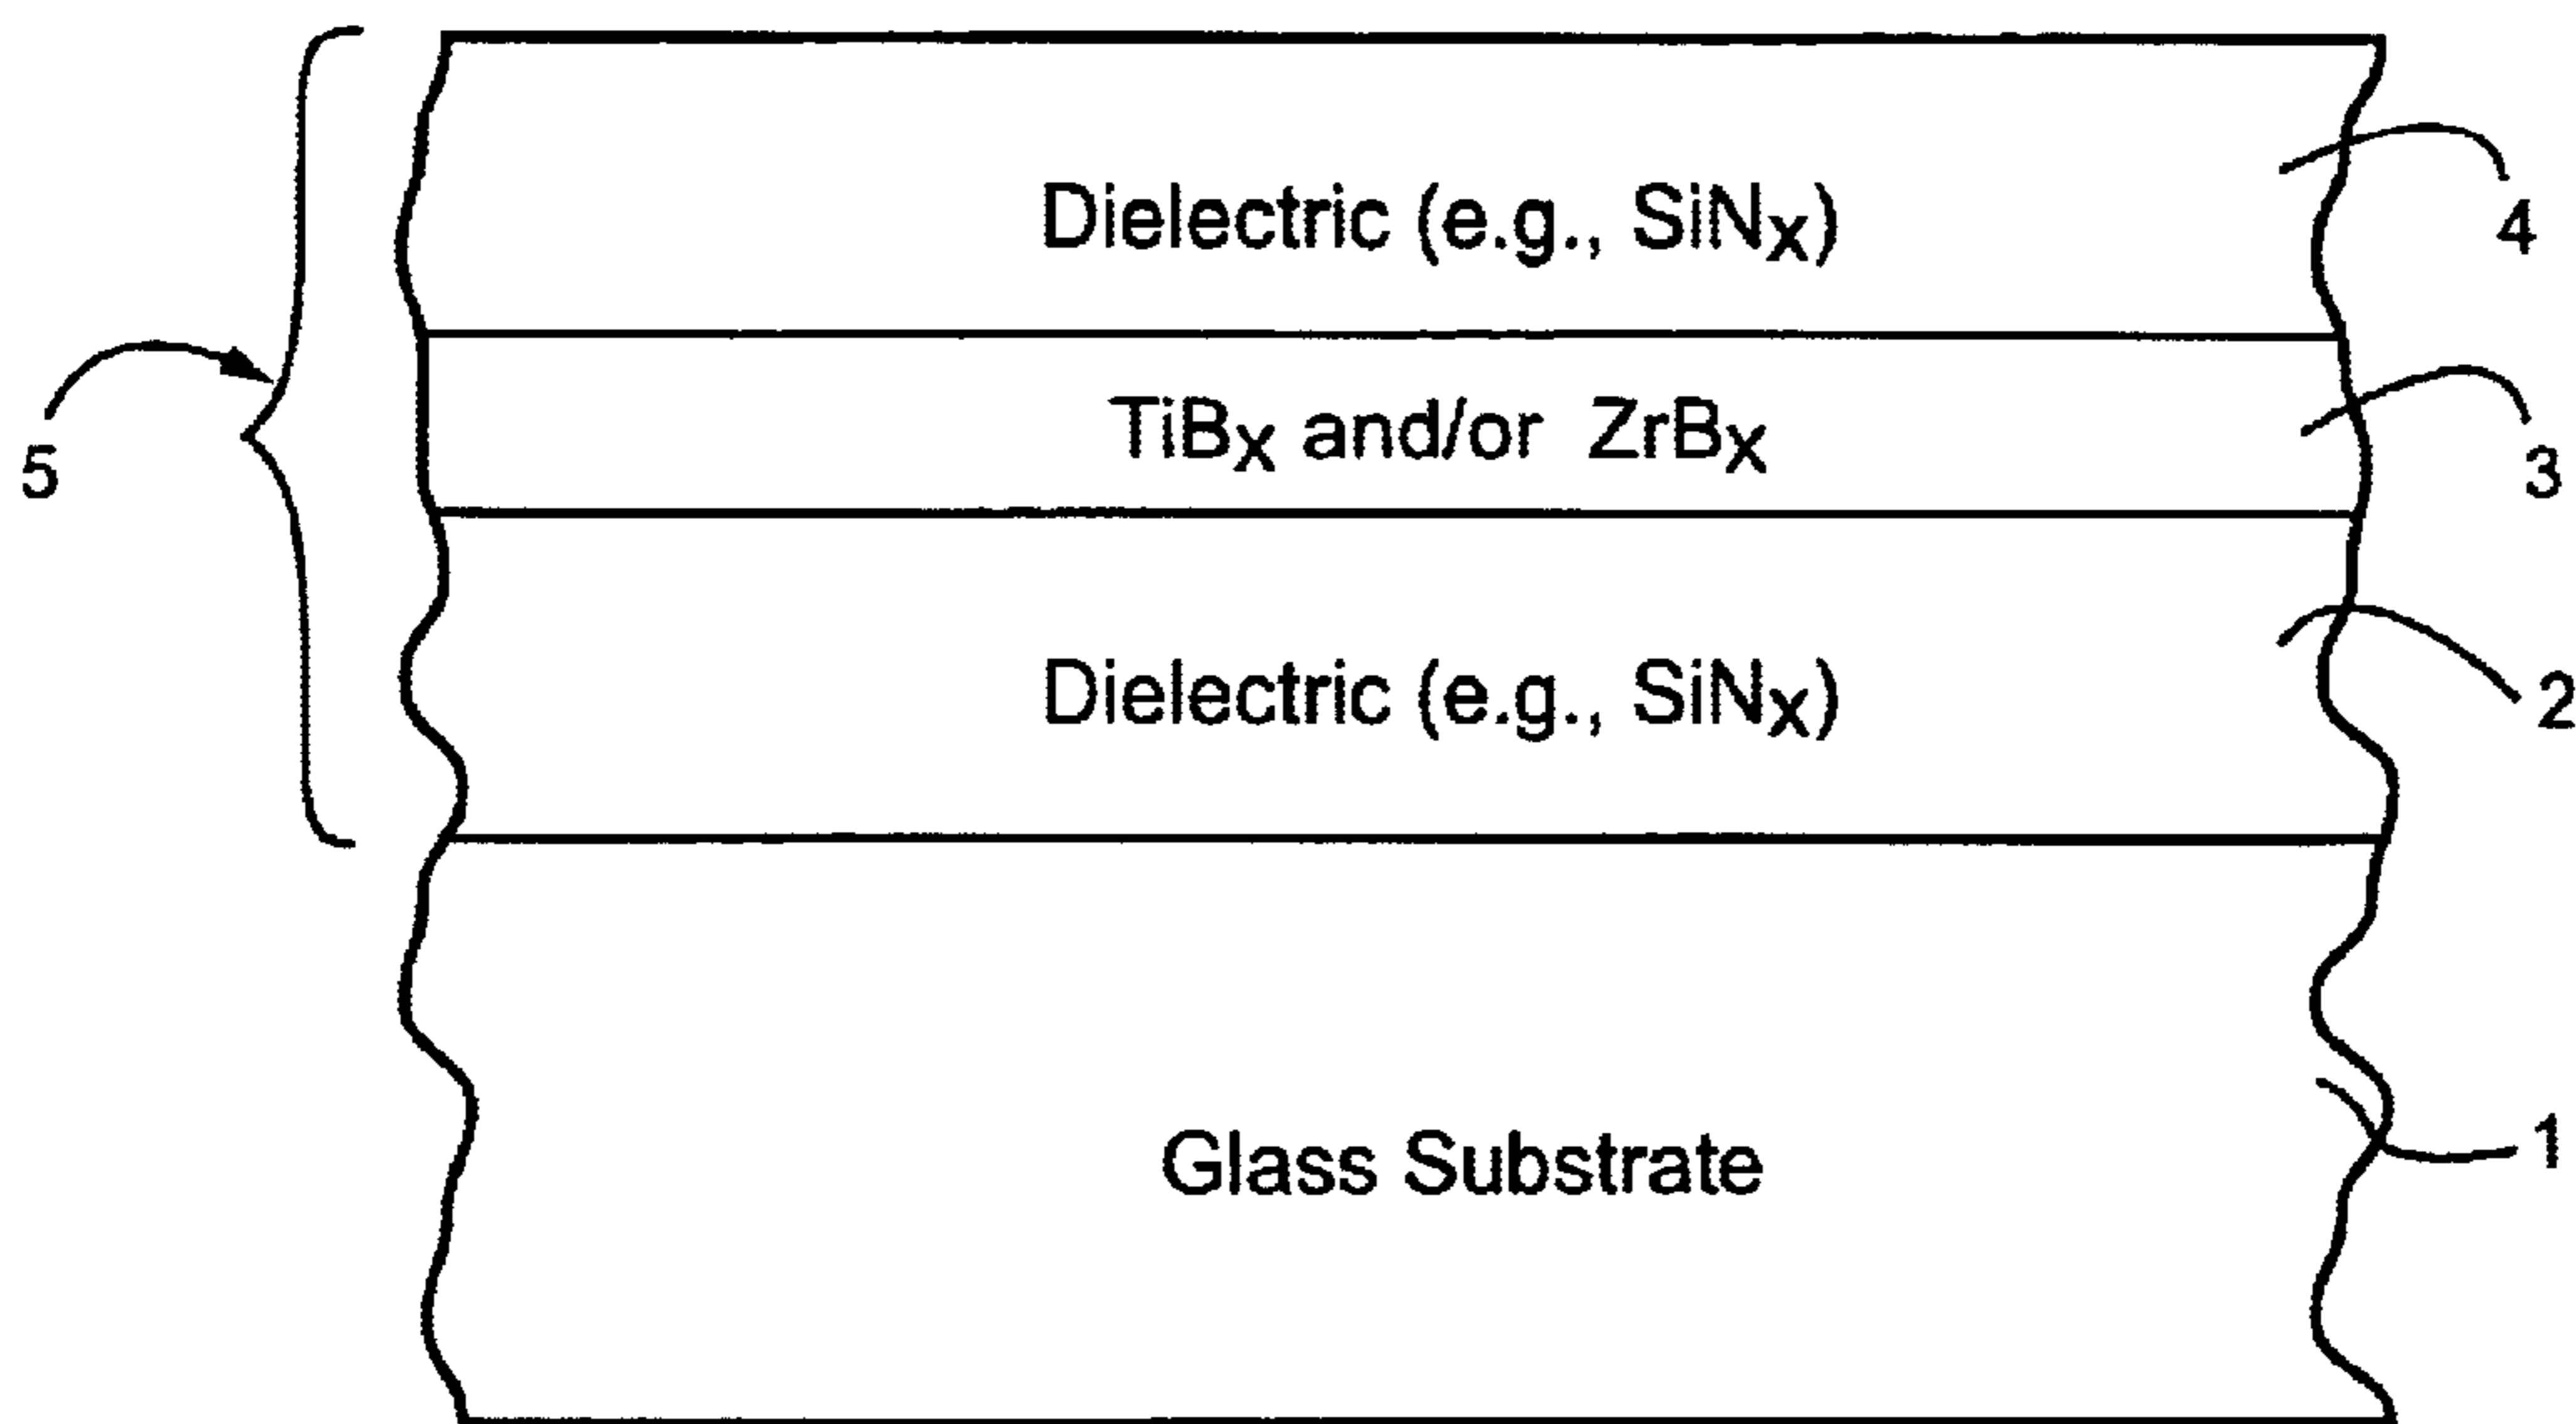 Dielectric (e.g., SiNx)
4
TiBx and/or ZrBx
3
5
Dielectric (e.g., SiNx)
2
Glass Substrate
1